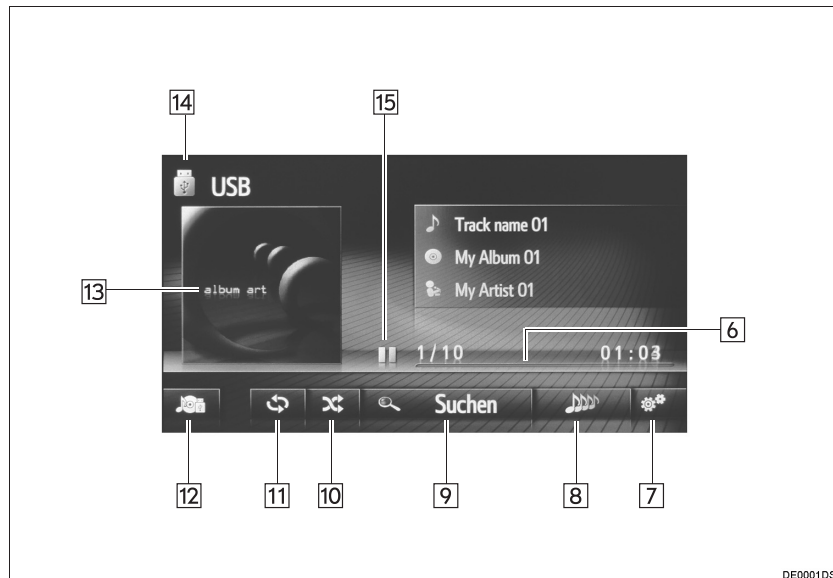 14 15
USB
Track name 01
My Album 01
My Artist 01
album art
13
6
1/10 01:03
Suchen
12 11 10 9 8 7
DE0001DS